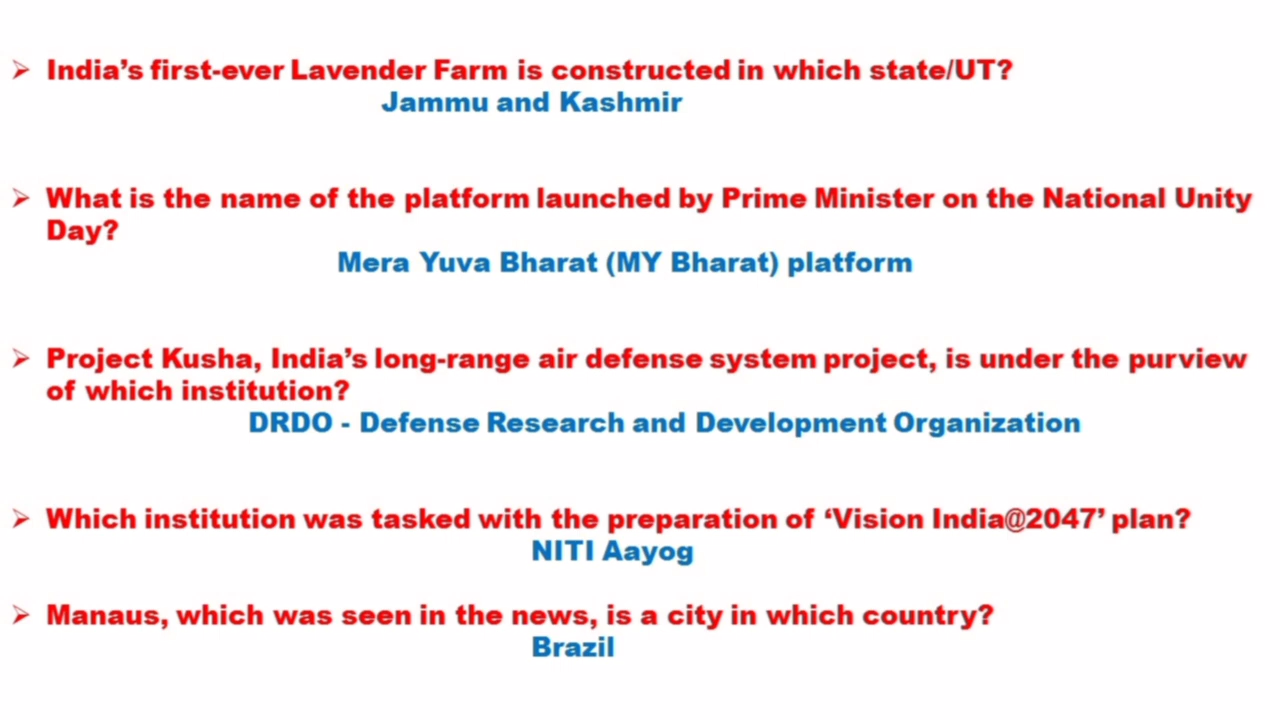 ➢ India’s first-ever Lavender Farm is constructed in which state/UT?
Jammu and Kashmir
➢ What is the name of the platform launched by Prime Minister on the National Unity
Day?
Mera Yuva Bharat (MY Bharat) platform
➢ Project Kusha, India’s long-range air defense system project, is under the purview
of which institution?
DRDO - Defense Research and Development Organization
➢ Which institution was tasked with the preparation of ‘Vision India@2047’ plan?
NITI Aayog
➢ Manaus, which was seen in the news, is a city in which country?
Brazil